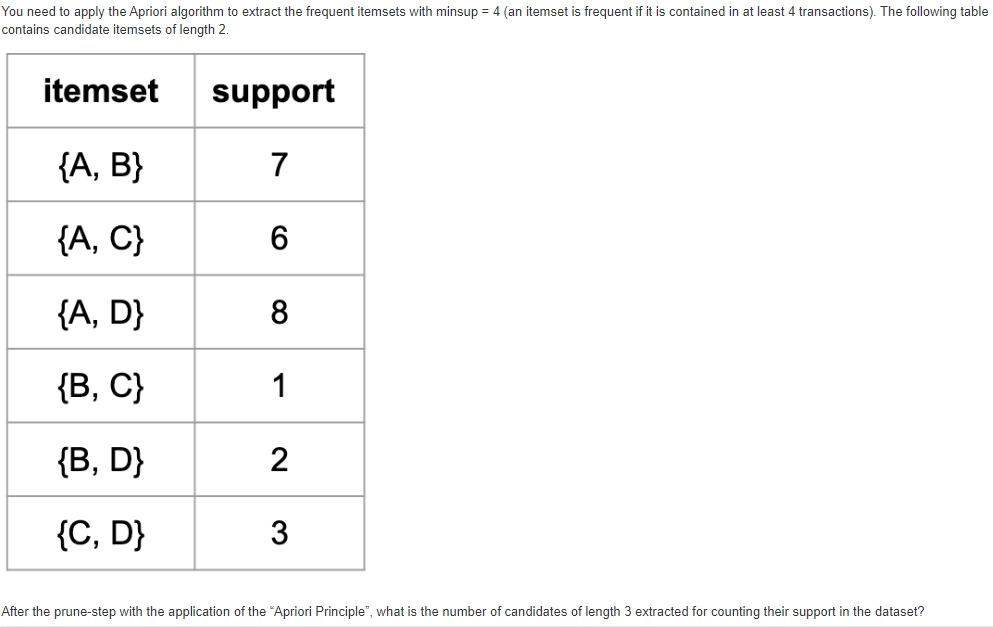 You need to apply the Apriori algorithm to extract the frequent itemsets with minsup = 4 (an itemset is frequent if it is contained in at least 4 transactions). The following table
contains candidate itemsets of length 2.
itemset support
{A, B} 7
{A, C} 6
{A, D} 8
{B, C} 1
{B, D} 2
{C, D} 3
After the prune-step with the application of the “Apriori Principle”, what is the number of candidates of length 3 extracted for counting their support in the dataset?